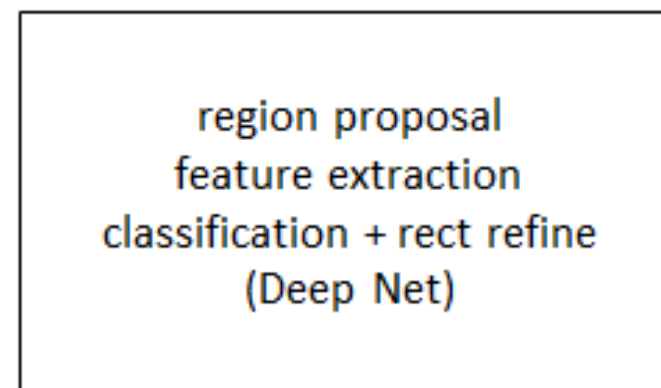 region proposal
feature extraction
classification + rect refine
(Deep Net)